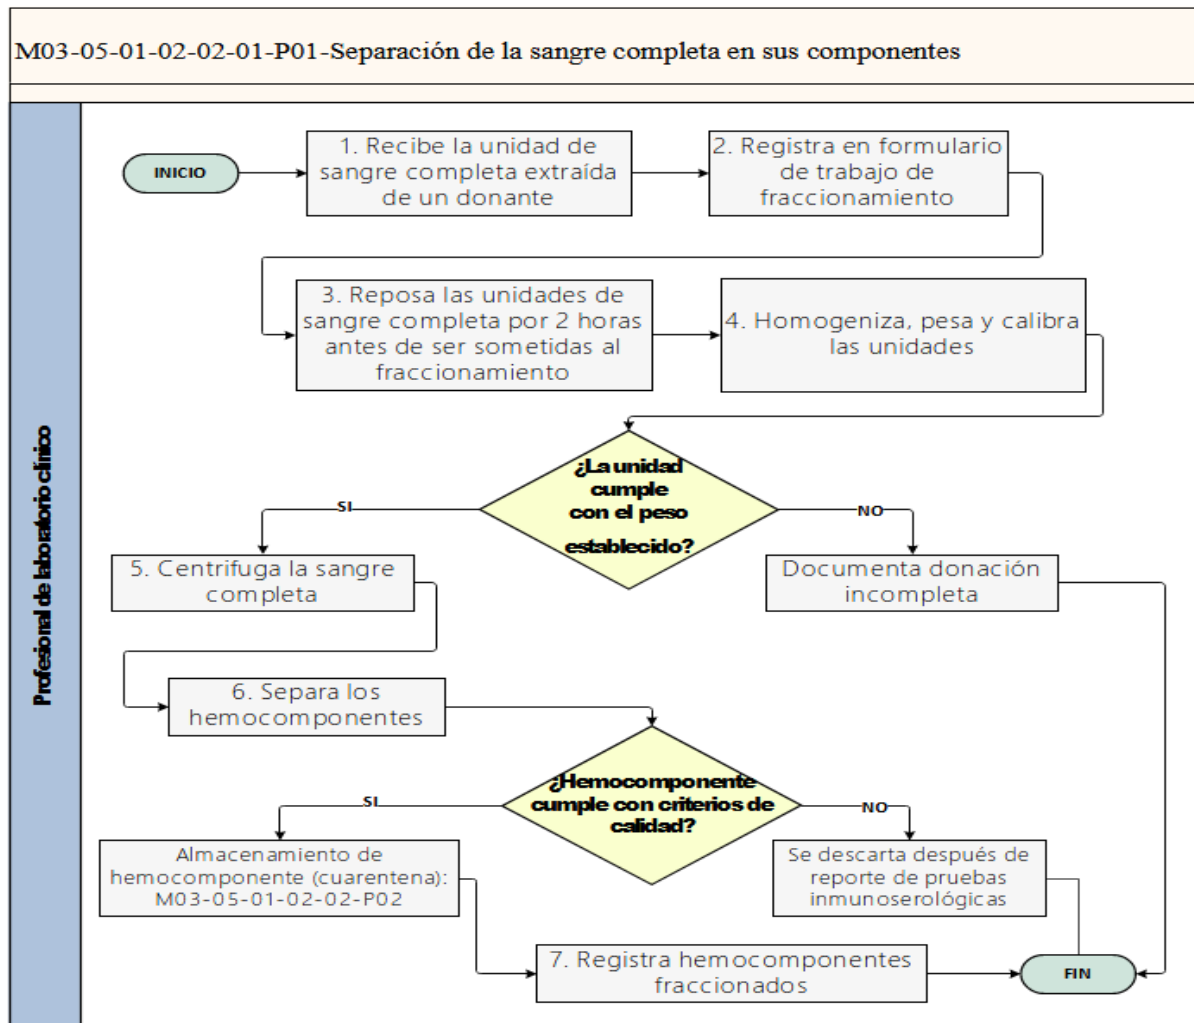 M03-05-01-02-02-01-P01-Separación de la sangre completa en sus componentes
Profesional de laboratorio clínico
INICIO
1. Recibe la unidad de
sangre completa extraída
de un donante
2. Registra en formulario
de trabajo de
fraccionamiento
3. Reposa las unidades de
sangre completa por 2 horas
antes de ser sometidas al
fraccionamiento
4. Homogeniza, pesa y calibra
las unidades
¿La unidad
cumple
con el peso
establecido?
SI
NO
5. Centrifuga la sangre
completa
Documenta donación
incompleta
6. Separa los
hemocomponentes
¿Hemocomponente
cumple con criterios de
calidad?
SI
NO
Almacenamiento de
hemocomponente (cuarentena):
M03-05-01-02-02-P02
Se descarta después de
reporte de pruebas
inmunoserológicas
7. Registra hemocomponentes
fraccionados
FIN